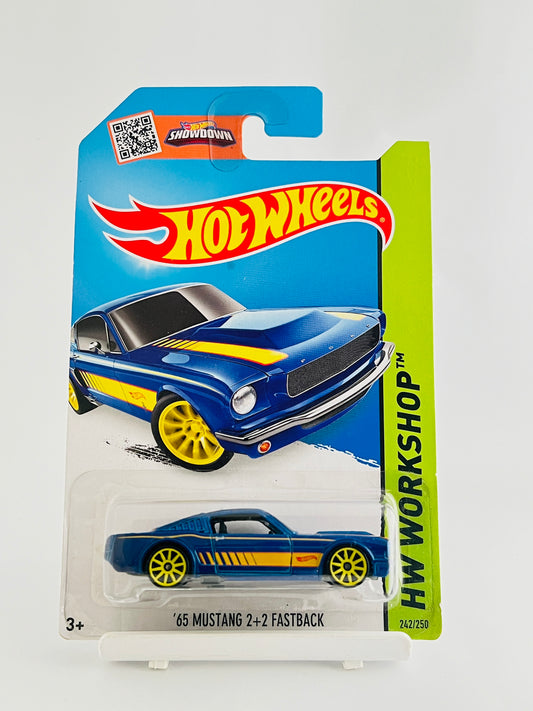 SHOWDOWN
HOT WHEELS®
HW WORKSHOP™
242/250
'65 MUSTANG 2+2 FASTBACK
3+